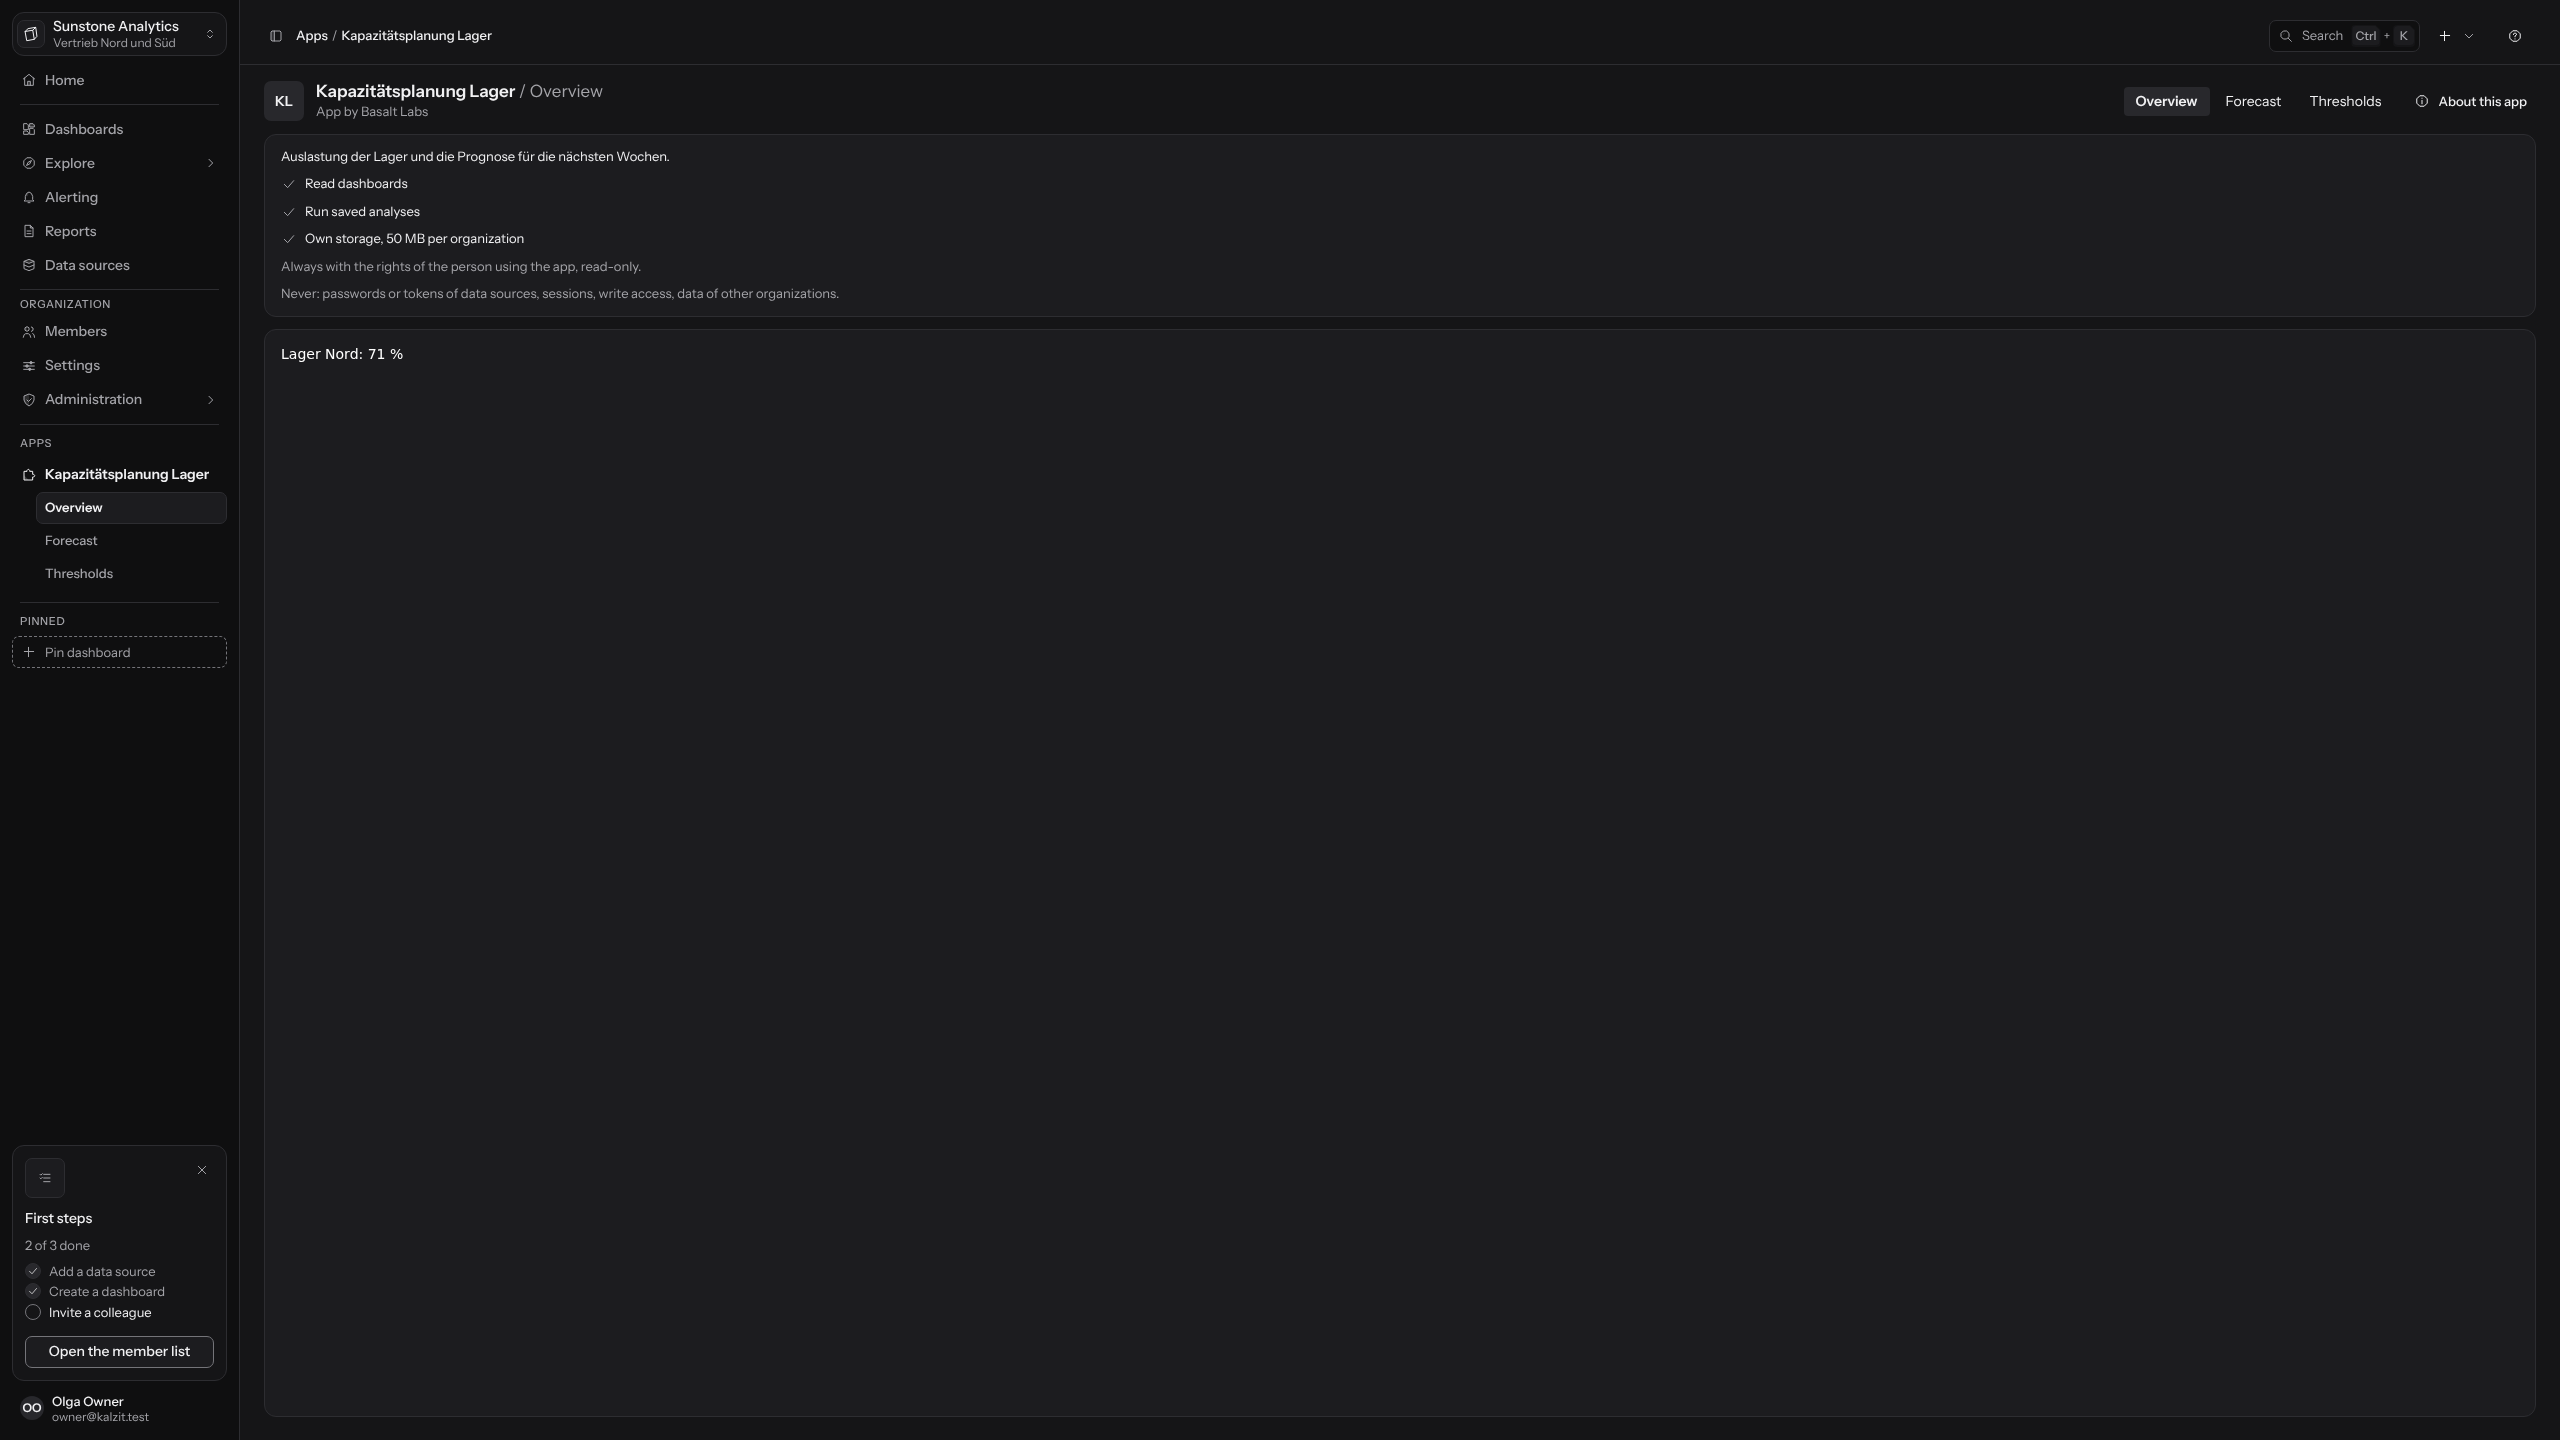 Sunstone Analytics
Vertrieb Nord und Süd
Home
Dashboards
Explore
Alerting
Reports
Data sources
ORGANIZATION
Members
Settings
Administration
APPS
Kapazitätsplanung Lager
Overview
Forecast
Thresholds
PINNED
Pin dashboard
First steps
2 of 3 done
Add a data source
Create a dashboard
Invite a colleague
Open the member list
OO
Olga Owner
owner@kalzit.test
Apps / Kapazitätsplanung Lager
Search Ctrl + K
KL
Kapazitätsplanung Lager / Overview
App by Basalt Labs
Overview Forecast Thresholds About this app
Auslastung der Lager und die Prognose für die nächsten Wochen.
Read dashboards
Run saved analyses
Own storage, 50 MB per organization
Always with the rights of the person using the app, read-only.
Never: passwords or tokens of data sources, sessions, write access, data of other organizations.
Lager Nord: 71 %